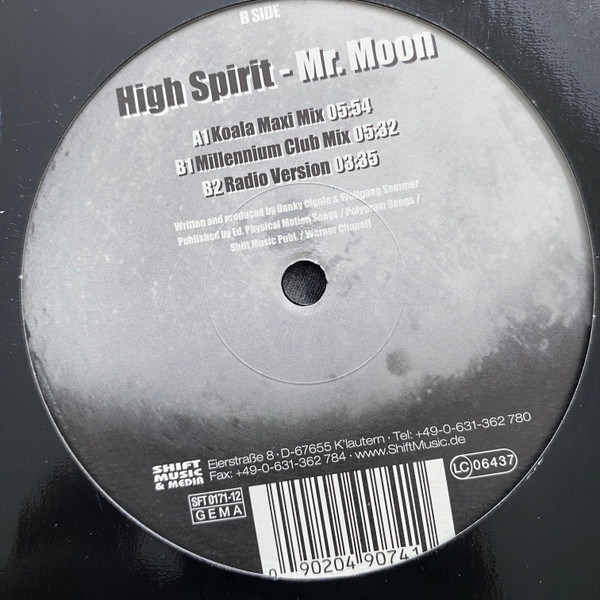 B SIDE
High Spirit - Mr. Moon
A1 Koala Maxi Mix 05:54
B1 Millennium Club Mix 05:32
B2 Radio Version 03:35
Written and produced by Danky Cigale & Wolfgang Sommer
Published by Ed. Physical Motion Songs / Polygram Songs /
Shift Music Publ. / Warner Chapell
SHIFT
MUSIC
& MEDIA
Eierstraße 8 · D-67655 K'lautern · Tel: +49-0-631-362 780
Fax: +49-0-631-362 784 · www.ShiftMusic.de
SFT 0171-12
GEMA
LC 06437
0 90204 90741